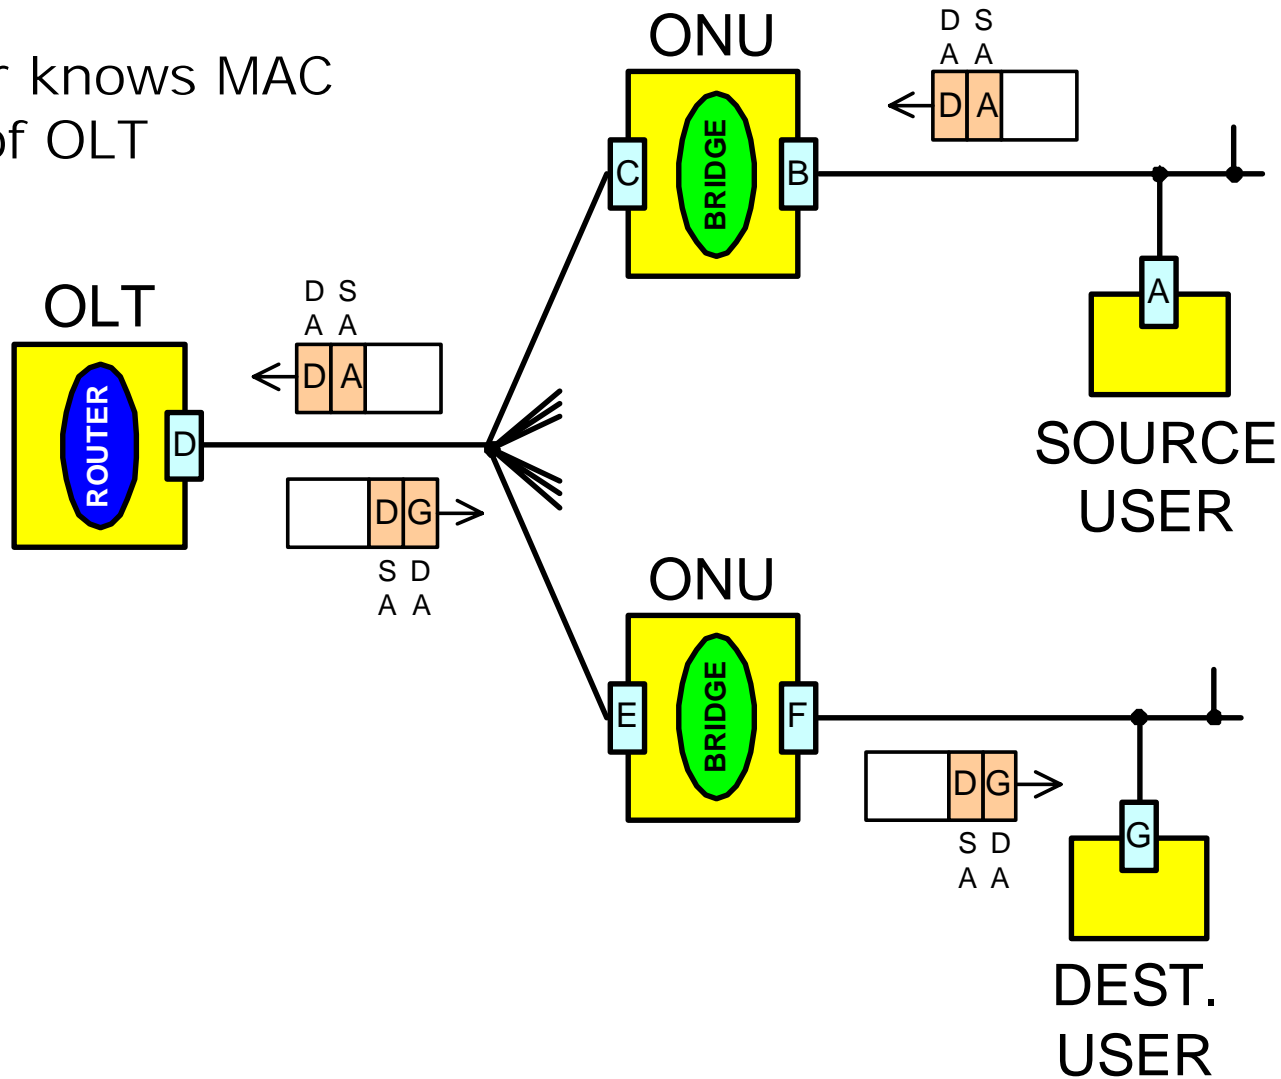 r knows MAC
of OLT
ONU
D S
A A
D A
C
BRIDGE
B
A
SOURCE
USER
OLT
D S
A A
D A
ROUTER
D
D G
S D
A A
ONU
E
BRIDGE
F
D G
S D
A A
G
DEST.
USER